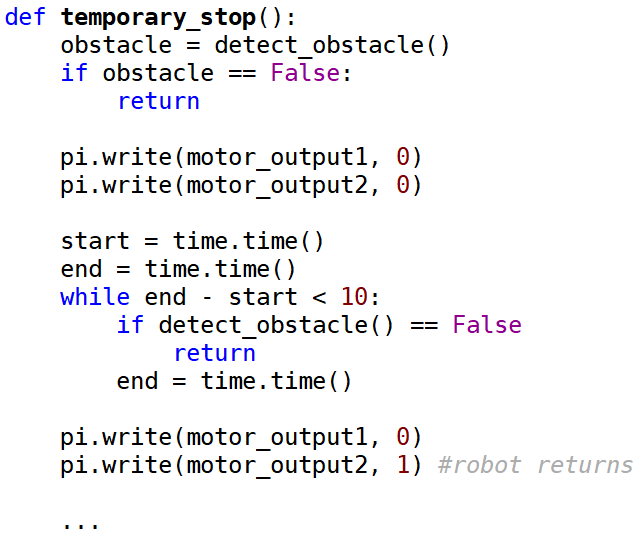 def temporary_stop():
    obstacle = detect_obstacle()
    if obstacle == False:
        return

    pi.write(motor_output1, 0)
    pi.write(motor_output2, 0)

    start = time.time()
    end = time.time()
    while end - start < 10:
        if detect_obstacle() == False
            return
        end = time.time()

    pi.write(motor_output1, 0)
    pi.write(motor_output2, 1) #robot returns

    ...